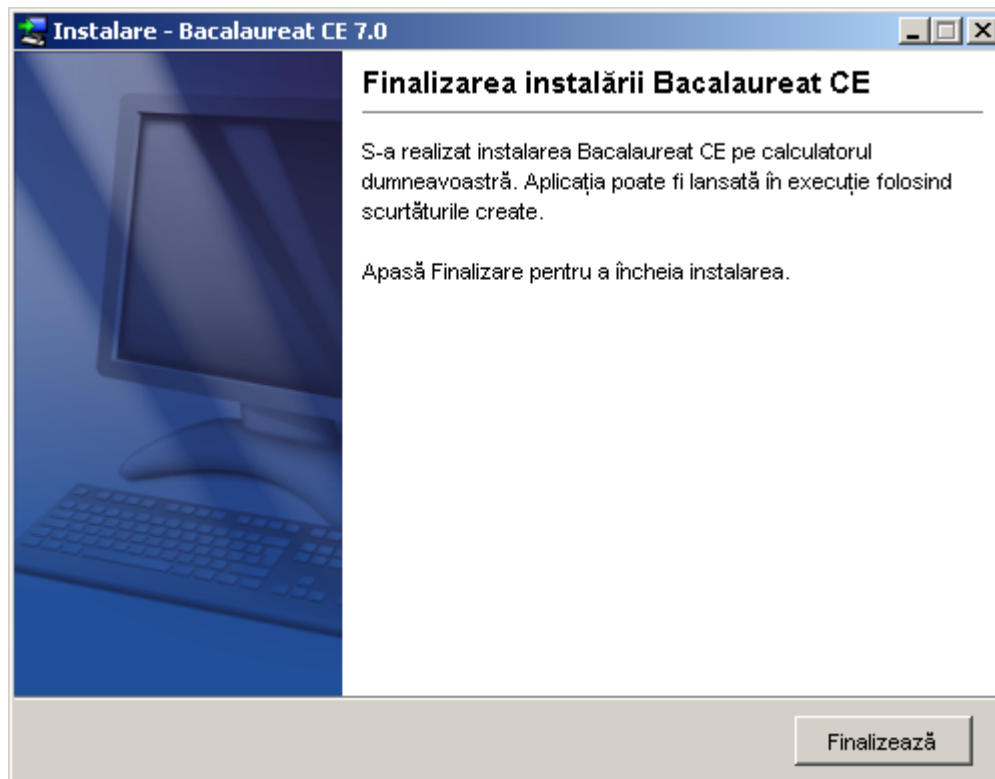 Instalare - Bacalaureat CE 7.0
Finalizarea instalării Bacalaureat CE
S-a realizat instalarea Bacalaureat CE pe calculatorul
dumneavoastră. Aplicația poate fi lansată în execuție folosind
scurtăturile create.
Apasă Finalizare pentru a încheia instalarea.
Finalizează